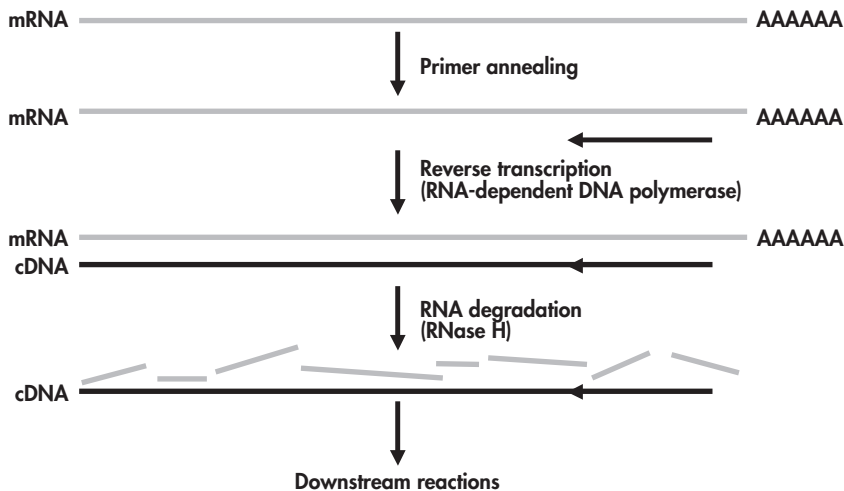 mRNA AAAAAA
Primer annealing
mRNA AAAAAA
Reverse transcription
(RNA-dependent DNA polymerase)
mRNA AAAAAA
cDNA
RNA degradation
(RNase H)
cDNA
Downstream reactions